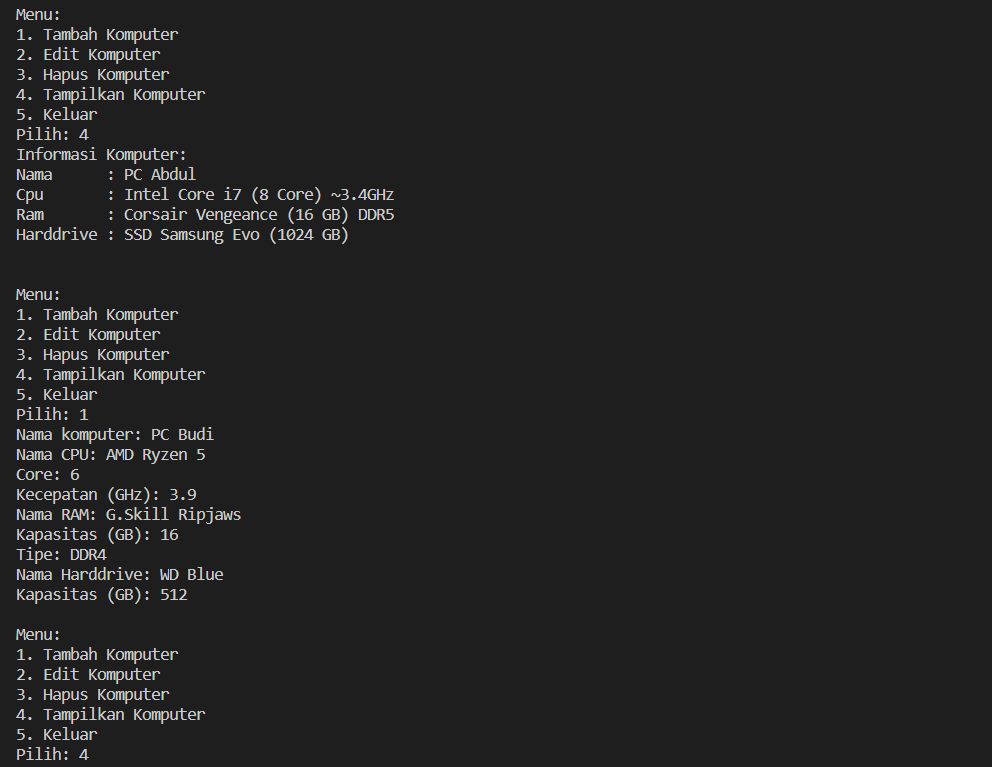 Menu:
1. Tambah Komputer
2. Edit Komputer
3. Hapus Komputer
4. Tampilkan Komputer
5. Keluar
Pilih: 4
Informasi Komputer:
Nama      : PC Abdul
Cpu       : Intel Core i7 (8 Core) ~3.4GHz
Ram       : Corsair Vengeance (16 GB) DDR5
Harddrive : SSD Samsung Evo (1024 GB)
Menu:
1. Tambah Komputer
2. Edit Komputer
3. Hapus Komputer
4. Tampilkan Komputer
5. Keluar
Pilih: 1
Nama komputer: PC Budi
Nama CPU: AMD Ryzen 5
Core: 6
Kecepatan (GHz): 3.9
Nama RAM: G.Skill Ripjaws
Kapasitas (GB): 16
Tipe: DDR4
Nama Harddrive: WD Blue
Kapasitas (GB): 512
Menu:
1. Tambah Komputer
2. Edit Komputer
3. Hapus Komputer
4. Tampilkan Komputer
5. Keluar
Pilih: 4